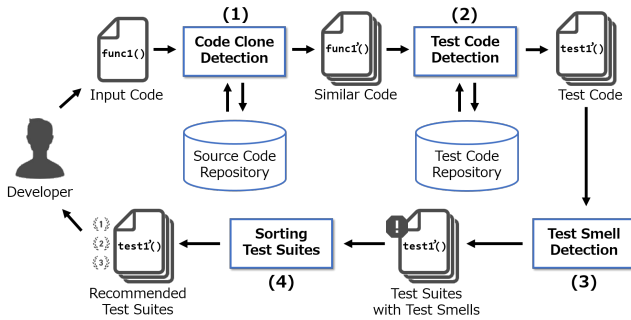 (1)
(2)
func1()
Code Clone
Detection
func1'()
Test Code
Detection
test1'()
Input Code
Similar Code
Test Code
Source Code
Repository
Test Code
Repository
Developer
1
2
3
test1'()
Sorting
Test Suites
!
test1'()
Test Smell
Detection
(4)
(3)
Recommended
Test Suites
Test Suites
with Test Smells